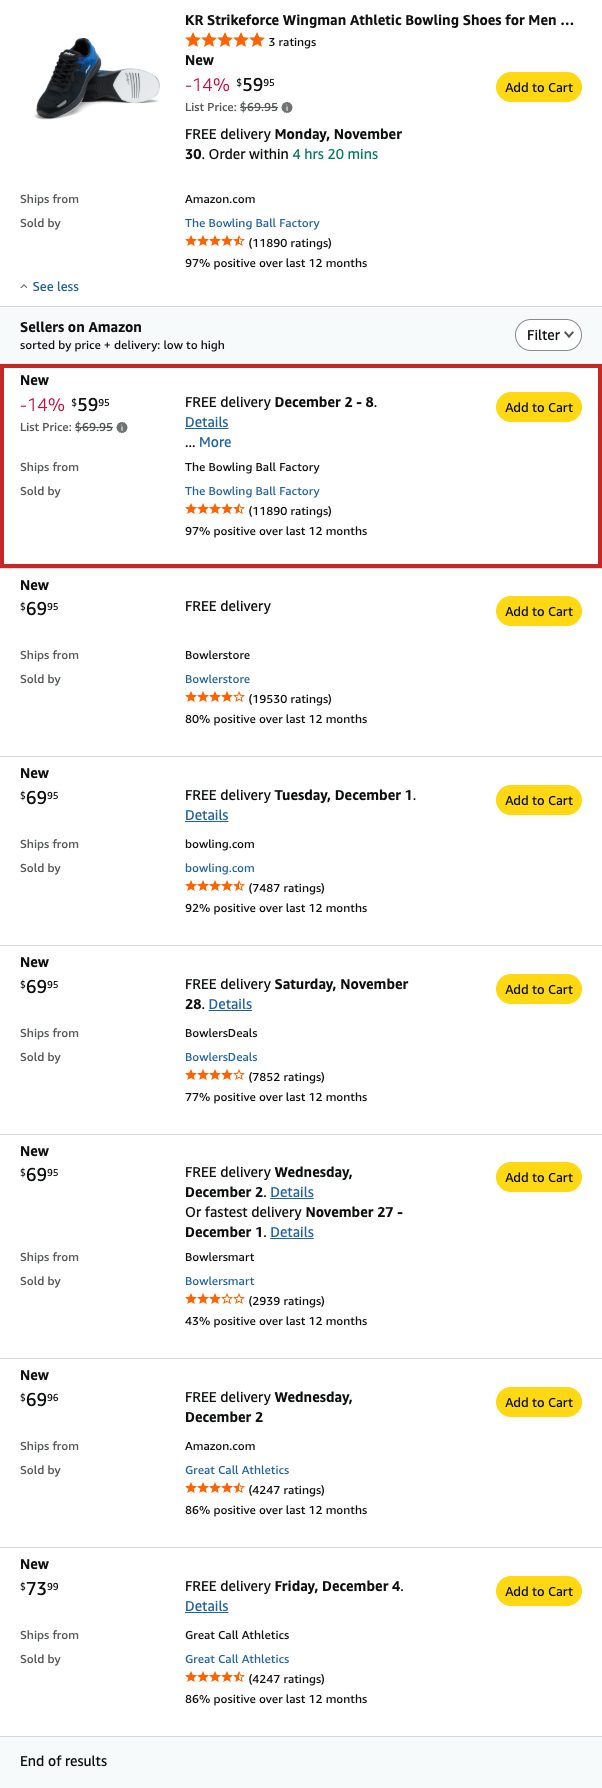 KR Strikeforce Wingman Athletic Bowling Shoes for Men ...
3 ratings
New
-14% $59 95
List Price: $69.95
Add to Cart
FREE delivery Monday, November
30. Order within 4 hrs 20 mins
Ships from Amazon.com
Sold by The Bowling Ball Factory
(11890 ratings)
97% positive over last 12 months
See less
Sellers on Amazon
sorted by price + delivery: low to high
Filter
New
-14% $59 95 FREE delivery December 2 - 8. Add to Cart
List Price: $69.95 Details
... More
Ships from The Bowling Ball Factory
Sold by The Bowling Ball Factory
(11890 ratings)
97% positive over last 12 months
New
$69 95 FREE delivery Add to Cart
Ships from Bowlerstore
Sold by Bowlerstore
(19530 ratings)
80% positive over last 12 months
New
$69 95 FREE delivery Tuesday, December 1. Add to Cart
Details
Ships from bowling.com
Sold by bowling.com
(7487 ratings)
92% positive over last 12 months
New
$69 95 FREE delivery Saturday, November Add to Cart
28. Details
Ships from BowlersDeals
Sold by BowlersDeals
(7852 ratings)
77% positive over last 12 months
New
$69 95 FREE delivery Wednesday, Add to Cart
December 2. Details
Or fastest delivery November 27 -
December 1. Details
Ships from Bowlersmart
Sold by Bowlersmart
(2939 ratings)
43% positive over last 12 months
New
$69 96 FREE delivery Wednesday, Add to Cart
December 2
Ships from Amazon.com
Sold by Great Call Athletics
(4247 ratings)
86% positive over last 12 months
New
$73 99 FREE delivery Friday, December 4. Add to Cart
Details
Ships from Great Call Athletics
Sold by Great Call Athletics
(4247 ratings)
86% positive over last 12 months
End of results